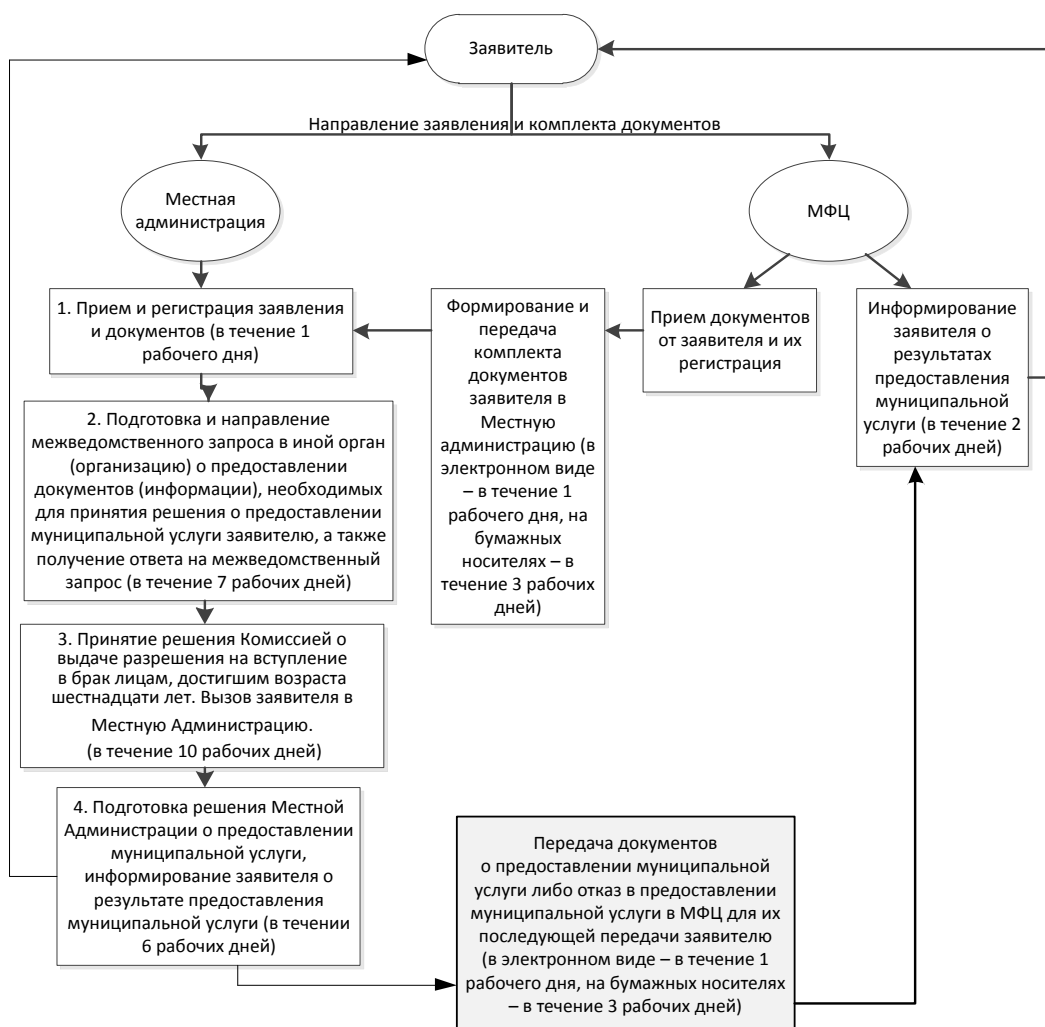 Заявитель
Направление заявления и комплекта документов
Местная
администрация
МФЦ
1. Прием и регистрация заявления
и документов (в течение 1
рабочего дня)
Формирование и
передача
комплекта
документов
заявителя в
Местную
администрацию (в
электронном виде
– в течение 1
рабочего дня, на
бумажных
носителях – в
течение 3 рабочих
дней)
Прием документов
от заявителя и их
регистрация
Информирование
заявителя о
результатах
предоставления
муниципальной
услуги (в течение 2
рабочих дней)
2. Подготовка и направление
межведомственного запроса в иной орган
(организацию) о предоставлении
документов (информации), необходимых
для принятия решения о предоставлении
муниципальной услуги заявителю, а также
получение ответа на межведомственный
запрос (в течение 7 рабочих дней)
3. Принятие решения Комиссией о
выдаче разрешения на вступление
в брак лицам, достигшим возраста
шестнадцати лет. Вызов заявителя в
Местную Администрацию.
(в течение 10 рабочих дней)
4. Подготовка решения Местной
Администрации о предоставлении
муниципальной услуги,
информирование заявителя о
результате предоставления
муниципальной услуги (в течении
6 рабочих дней)
Передача документов
о предоставлении муниципальной
услуги либо отказ в предоставлении
муниципальной услуги в МФЦ для их
последующей передачи заявителю
(в электронном виде – в течение 1
рабочего дня, на бумажных носителях
– в течение 3 рабочих дней)